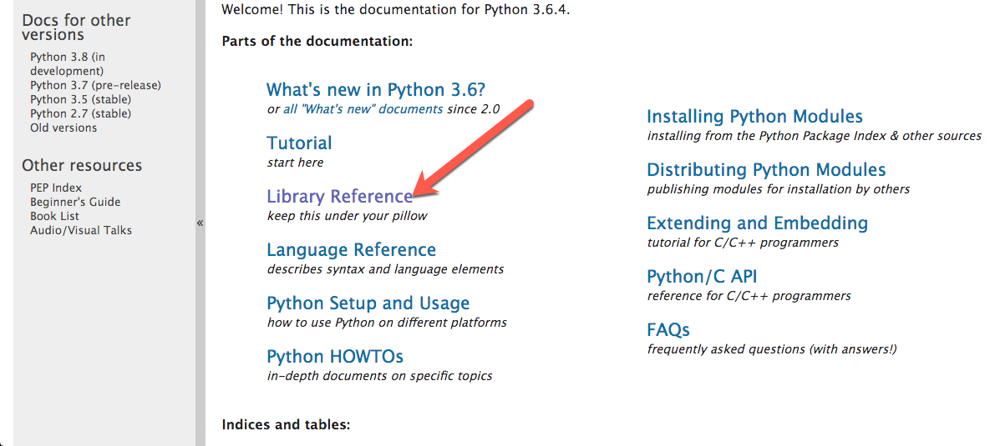 Docs for other
versions
Python 3.8 (in
development)
Python 3.7 (pre-release)
Python 3.5 (stable)
Python 2.7 (stable)
Old versions
Other resources
PEP Index
Beginner's Guide
Book List
Audio/Visual Talks
«
Welcome! This is the documentation for Python 3.6.4.
Parts of the documentation:
What's new in Python 3.6?
or all "What's new" documents since 2.0
Tutorial
start here
Library Reference
keep this under your pillow
Language Reference
describes syntax and language elements
Python Setup and Usage
how to use Python on different platforms
Python HOWTOs
in-depth documents on specific topics
Installing Python Modules
installing from the Python Package Index & other sources
Distributing Python Modules
publishing modules for installation by others
Extending and Embedding
tutorial for C/C++ programmers
Python/C API
reference for C/C++ programmers
FAQs
frequently asked questions (with answers!)
Indices and tables: